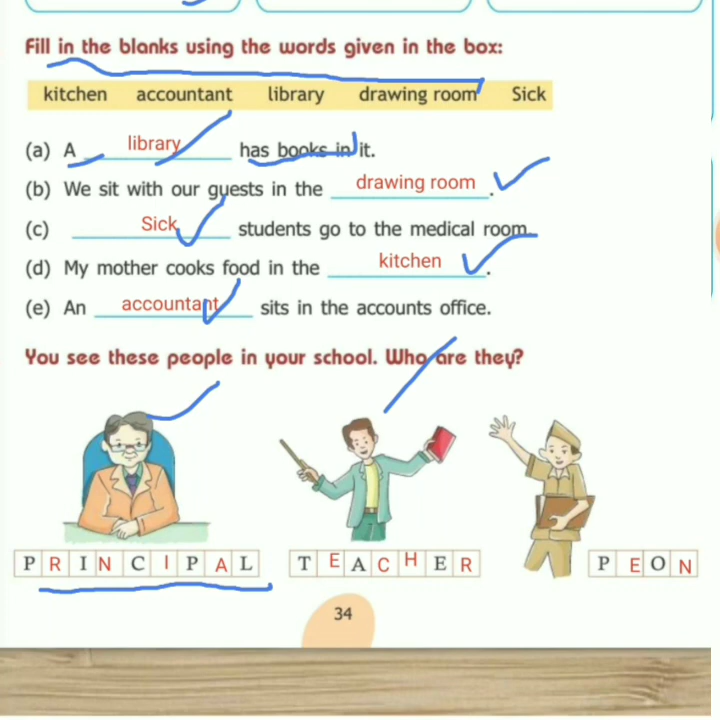 Fill in the blanks using the words given in the box:
kitchen accountant library drawing room Sick
(a) A library has books in it.
(b) We sit with our guests in the drawing room.
(c) Sick students go to the medical room.
(d) My mother cooks food in the kitchen.
(e) An accountant sits in the accounts office.
You see these people in your school. Who are they?
PRINCIPAL TEACHER PEON
34